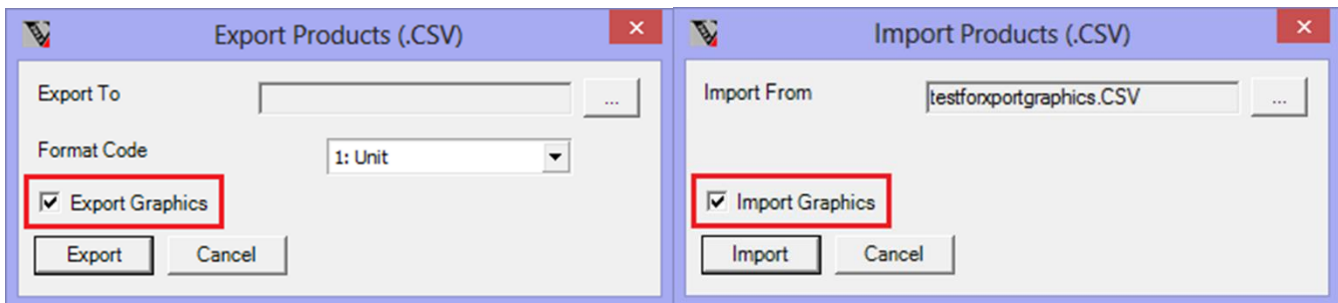 Export Products (.CSV)
Export To
...
Format Code
1: Unit
Export Graphics
Export
Cancel
Import Products (.CSV)
Import From
testforxportgraphics.CSV
...
Import Graphics
Import
Cancel